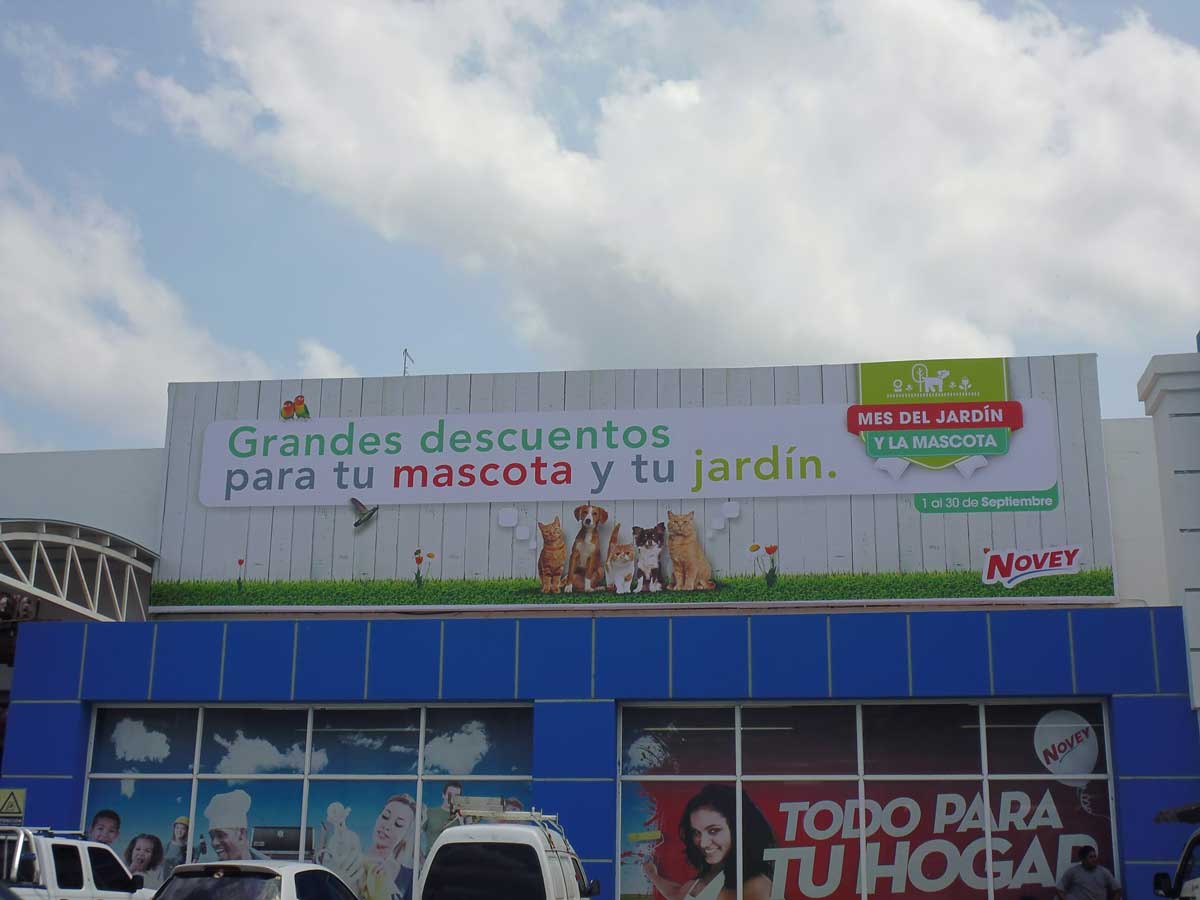 Grandes descuentos
para tu mascota y tu jardín.
MES DEL JARDÍN
Y LA MASCOTA
1 al 30 de Septiembre
NOVEY
NOVEY
TODO PARA
TU HOGAR